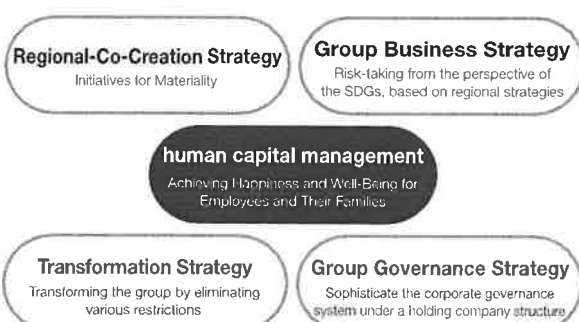 Regional-Co-Creation Strategy
Initiatives for Materiality
Group Business Strategy
Risk-taking from the perspective of
the SDGs, based on regional strategies
human capital management
Achieving Happiness and Well-Being for
Employees and Their Families
Transformation Strategy
Transforming the group by eliminating
various restrictions
Group Governance Strategy
Sophisticate the corporate governance
system under a holding company structure